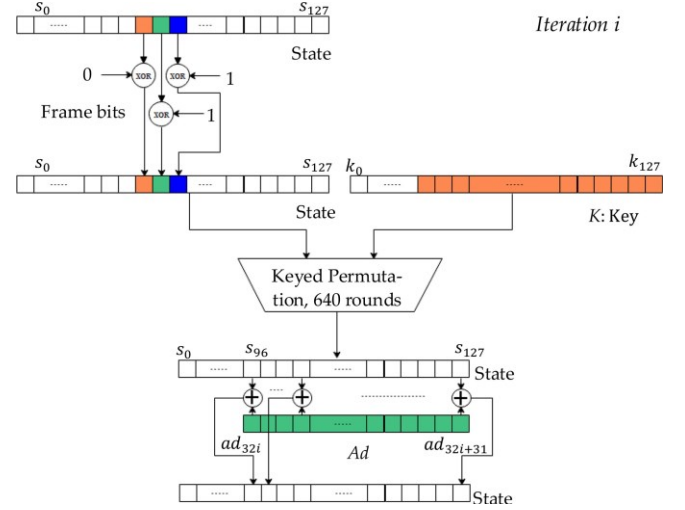 s₀ s₁₂₇
Iteration i
.....
.....
State
0
XOR
XOR
1
Frame bits
XOR
1
s₀ s₁₂₇
k₀ k₁₂₇
.....
.....
.....
.....
State
K: Key
Keyed Permuta-
tion, 640 rounds
s₀ s₉₆ s₁₂₇
.....
.....
State
+ + +
.....
ad₃₂ᵢ Ad ad₃₂ᵢ₊₃₁
.....
.....
State